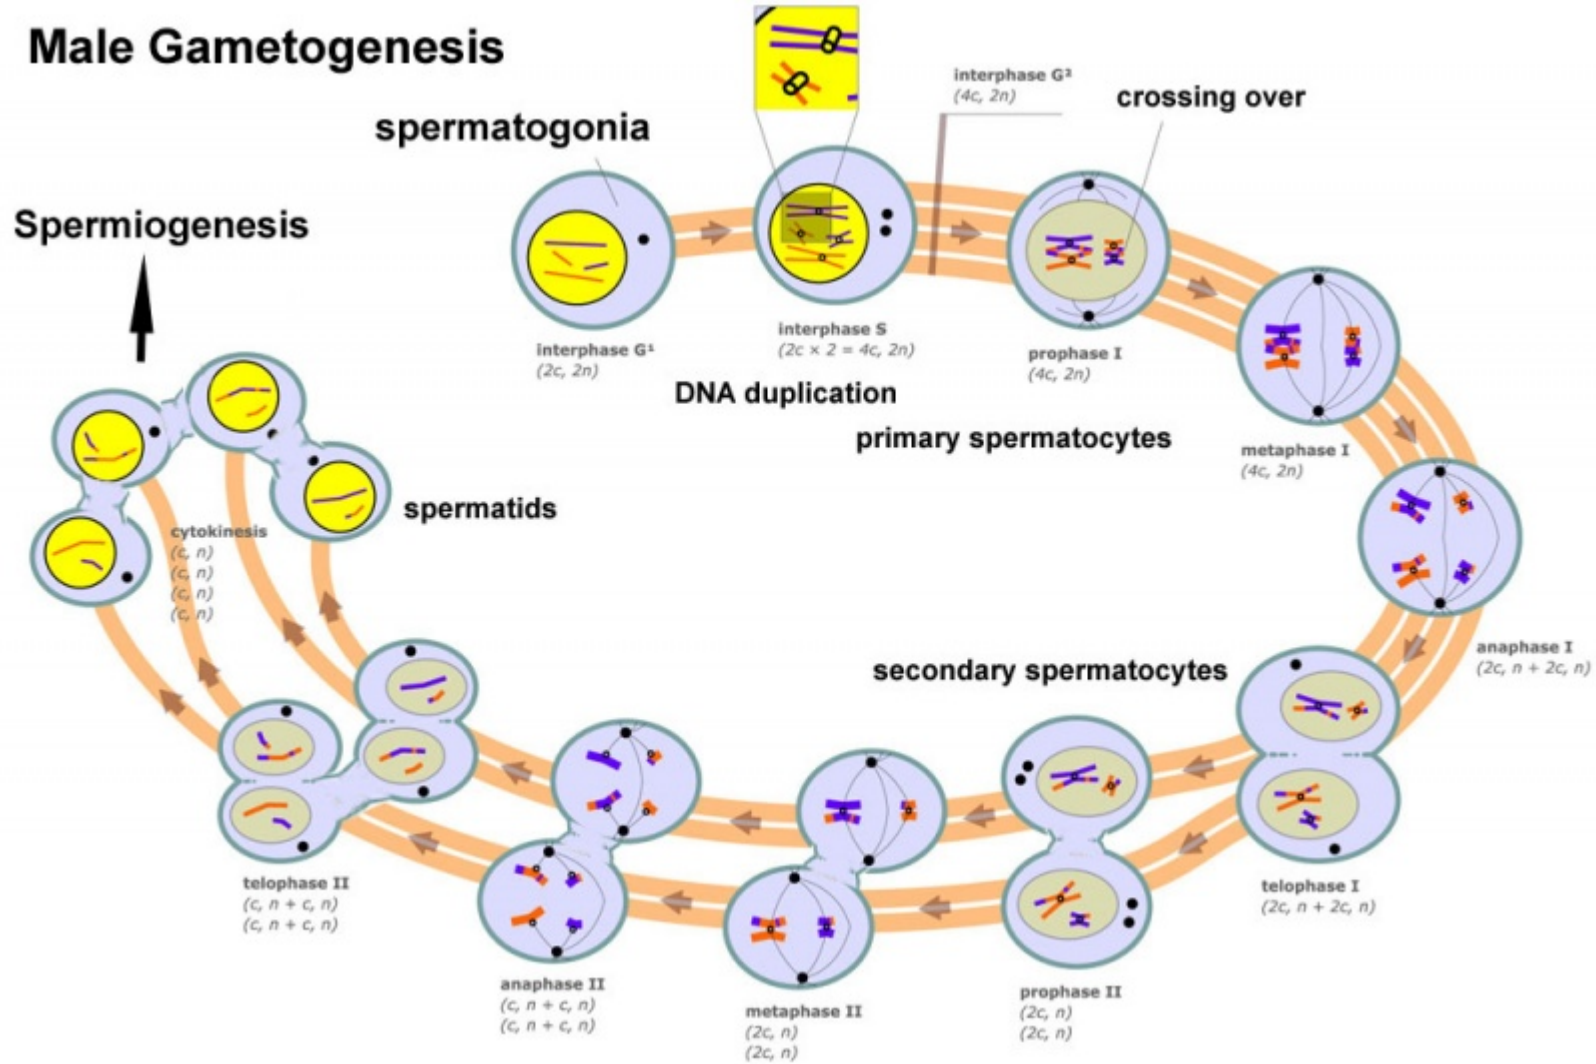 Male Gametogenesis
spermatogonia
interphase G²
(4c, 2n)
crossing over
Spermiogenesis
interphase G¹
(2c, 2n)
interphase S
(2c × 2 = 4c, 2n)
prophase I
(4c, 2n)
DNA duplication
primary spermatocytes
metaphase I
(4c, 2n)
spermatids
cytokinesis
(c, n)
(c, n)
(c, n)
(c, n)
anaphase I
(2c, n + 2c, n)
secondary spermatocytes
telophase II
(c, n + c, n)
(c, n + c, n)
telophase I
(2c, n + 2c, n)
anaphase II
(c, n + c, n)
(c, n + c, n)
metaphase II
(2c, n)
(2c, n)
prophase II
(2c, n)
(2c, n)